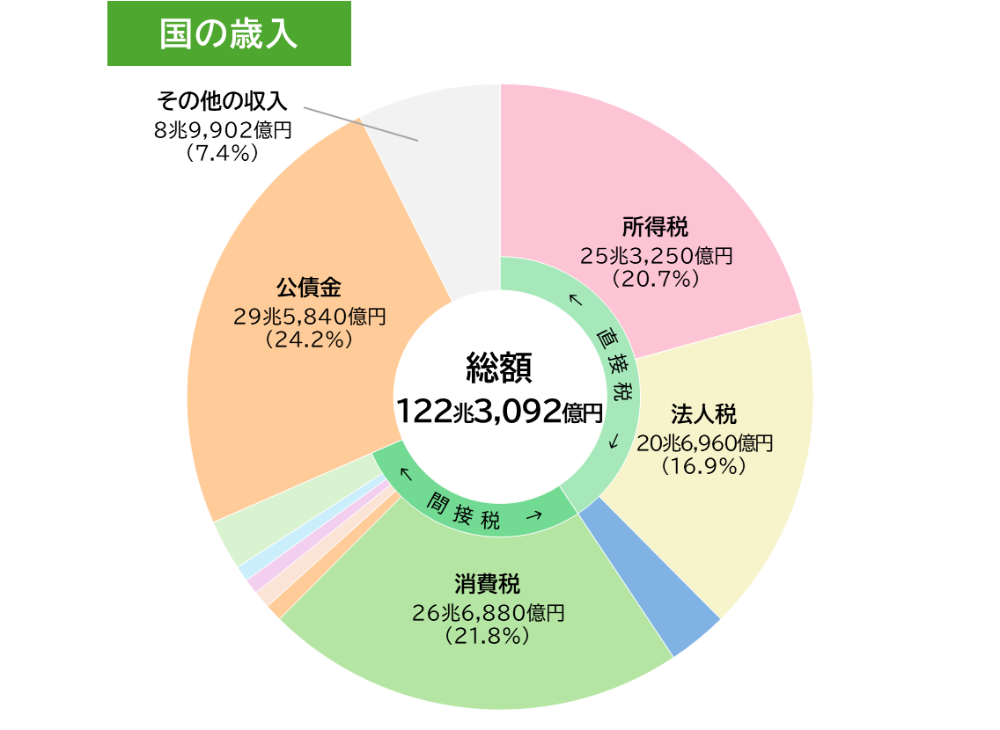 国の歳入
その他の収入
8兆9,902億円
(7.4%)
所得税
25兆3,250億円
(20.7%)
公債金
29兆5,840億円
(24.2%)
総額
122兆3,092億円
← 直接税 →
法人税
20兆6,960億円
(16.9%)
← 間接税 →
消費税
26兆6,880億円
(21.8%)